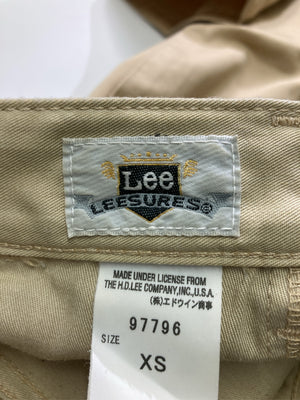 Lee
LEESURES®
MADE UNDER LICENSE FROM
THE H.D.LEE COMPANY,INC.,U.S.A.
(株)エドウイン商事
97796
SIZE
XS